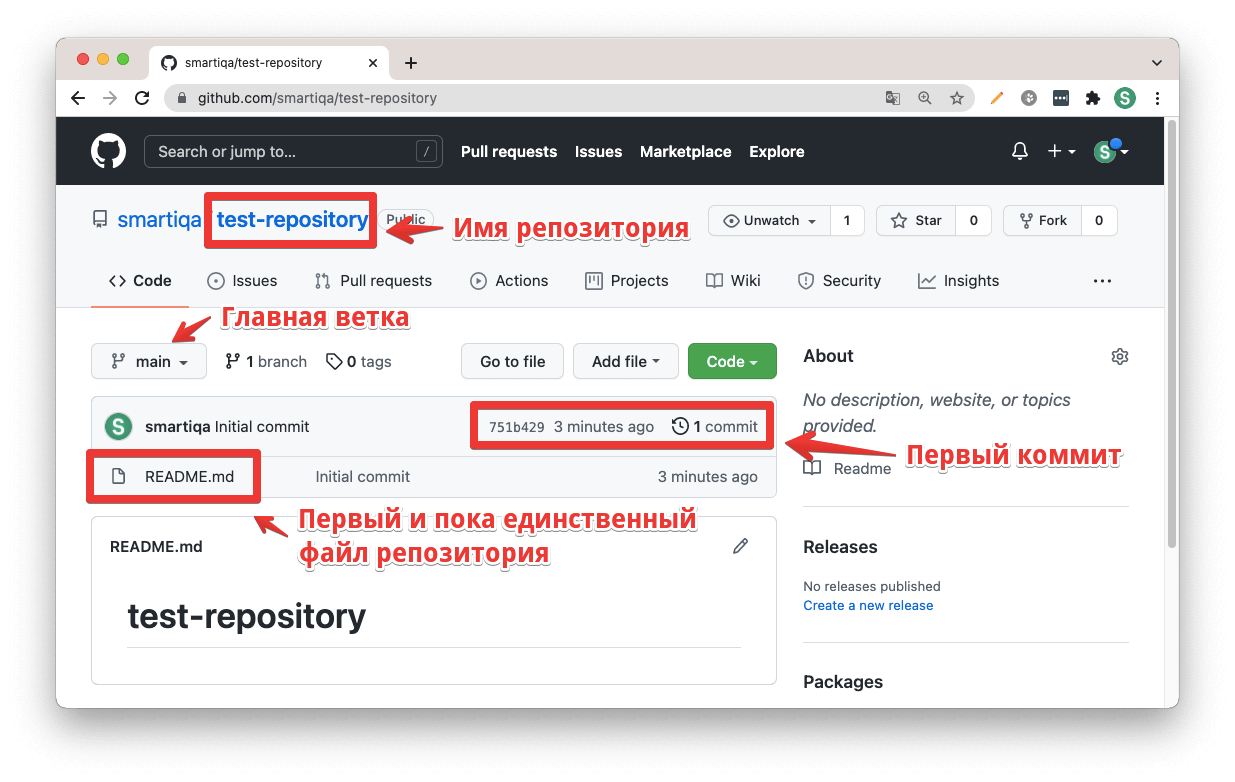 smartiqa/test-repository
github.com/smartiqa/test-repository
S
Search or jump to...
/
Pull requests
Issues
Marketplace
Explore
S
smartiqa / test-repository
Public
Имя репозитория
Unwatch
1
Star
0
Fork
0
Code
Issues
Pull requests
Actions
Projects
Wiki
Security
Insights
Главная ветка
main
1 branch
0 tags
Go to file
Add file
Code
About
No description, website, or topics
provided.
S
smartiqa Initial commit
751b429 3 minutes ago
1 commit
Первый коммит
Readme
README.md
Initial commit
3 minutes ago
Первый и пока единственный
файл репозитория
README.md
test-repository
Releases
No releases published
Create a new release
Packages